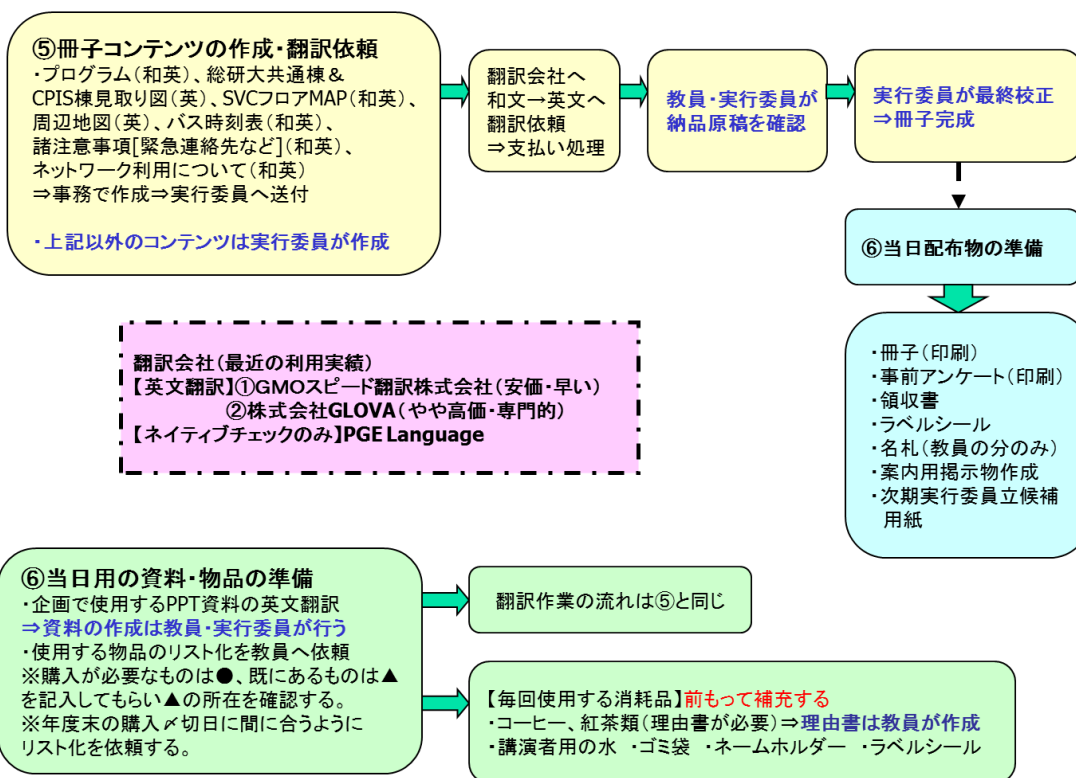 ⑤冊子コンテンツの作成・翻訳依頼
・プログラム(和英)、総研大共通棟＆
CPIS棟見取り図(英)、SVCフロアMAP(和英)、
周辺地図(英)、バス時刻表(和英)、
諸注意事項[緊急連絡先など](和英)、
ネットワーク利用について(和英)
⇒事務で作成⇒実行委員へ送付
・上記以外のコンテンツは実行委員が作成
翻訳会社へ
和文→英文へ
翻訳依頼
⇒支払い処理
教員・実行委員が
納品原稿を確認
実行委員が最終校正
⇒冊子完成
⑥当日配布物の準備
・冊子(印刷)
・事前アンケート(印刷)
・領収書
・ラベルシール
・名札(教員の分のみ)
・案内用掲示物作成
・次期実行委員立候補
用紙
翻訳会社(最近の利用実績)
【英文翻訳】①GMOスピード翻訳株式会社(安価・早い)
②株式会社GLOVA(やや高価・専門的)
【ネイティブチェックのみ】PGE Language
⑥当日用の資料・物品の準備
・企画で使用するPPT資料の英文翻訳
⇒資料の作成は教員・実行委員が行う
・使用する物品のリスト化を教員へ依頼
※購入が必要なものは●、既にあるものは▲
を記入してもらい▲の所在を確認する。
※年度末の購入〆切日に間に合うように
リスト化を依頼する。
翻訳作業の流れは⑤と同じ
【毎回使用する消耗品】前もって補充する
・コーヒー、紅茶類(理由書が必要)⇒理由書は教員が作成
・講演者用の水 ・ゴミ袋 ・ネームホルダー ・ラベルシール